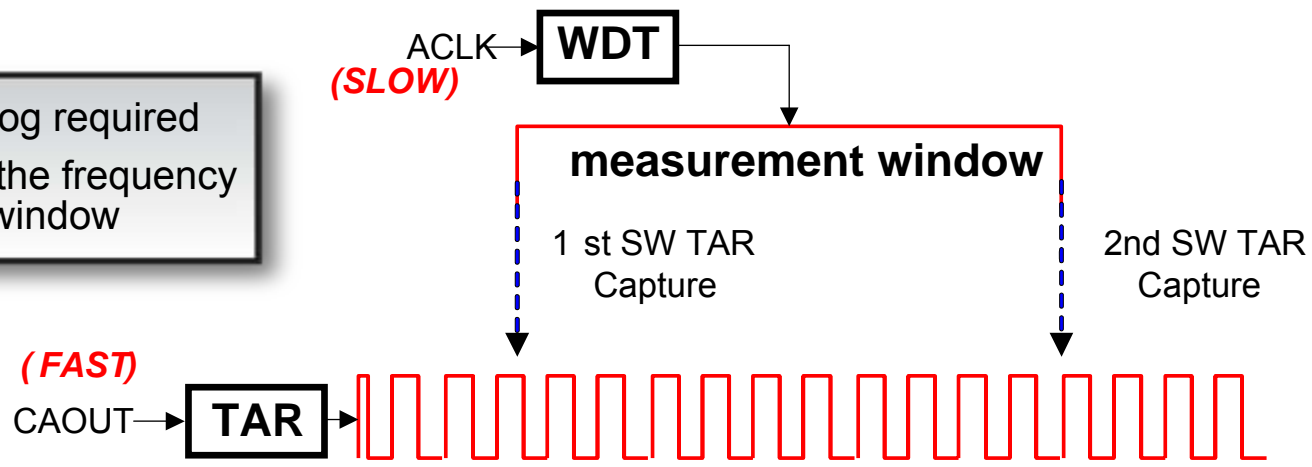 ACLK
WDT
(SLOW)
og required
the frequency
window
measurement window
1 st SW TAR
Capture
2nd SW TAR
Capture
( FAST)
CAOUT
TAR